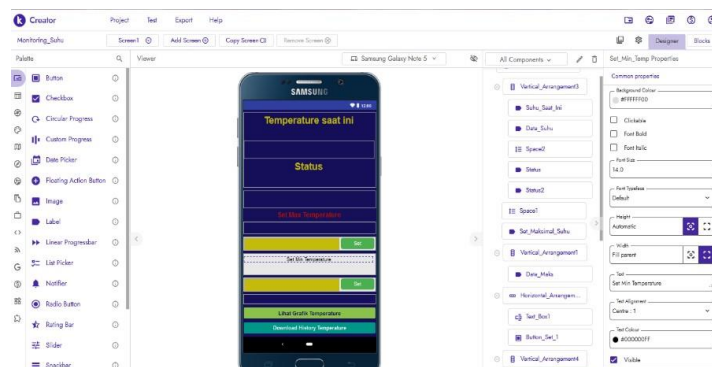 Creator Project Test Export Help
Monitoring_Suhu Screen1 Add Screen Copy Screen Remove Screen Designer Blocks
Palette Viewer Samsung Galaxy Note 5 All Components Set_Min_Temp Properties
Button
Checkbox
Circular Progress
Custom Progress
Date Picker
Floating Action Button
Image
Label
Linear Progressbar
List Picker
Notifier
Radio Button
Rating Bar
Slider
Snackbar
SAMSUNG
Temperature saat ini
Status
Set Max Temperature
Set
Set Min Temperature
Set
Lihat Grafik Temperature
Download History Temperature
Vertical_Arrangement3
Suhu_Saat_Ini
Data_Suhu
Space2
Status
Status2
Space1
Set_Maksimal_Suhu
Vertical_Arrangement1
Data_Maks
Horizontal_Arrangem...
Text_Box1
Button_Set_1
Vertical_Arrangement4
Common properties
Background Colour
#FFFFFF00
Clickable
Font Bold
Font Italic
Font Size
14.0
Font Typeface
Default
Height
Automatic
Width
Fill parent
Text
Set Min Temperature
Text Alignment
Centre : 1
Text Colour
#000000FF
Visible